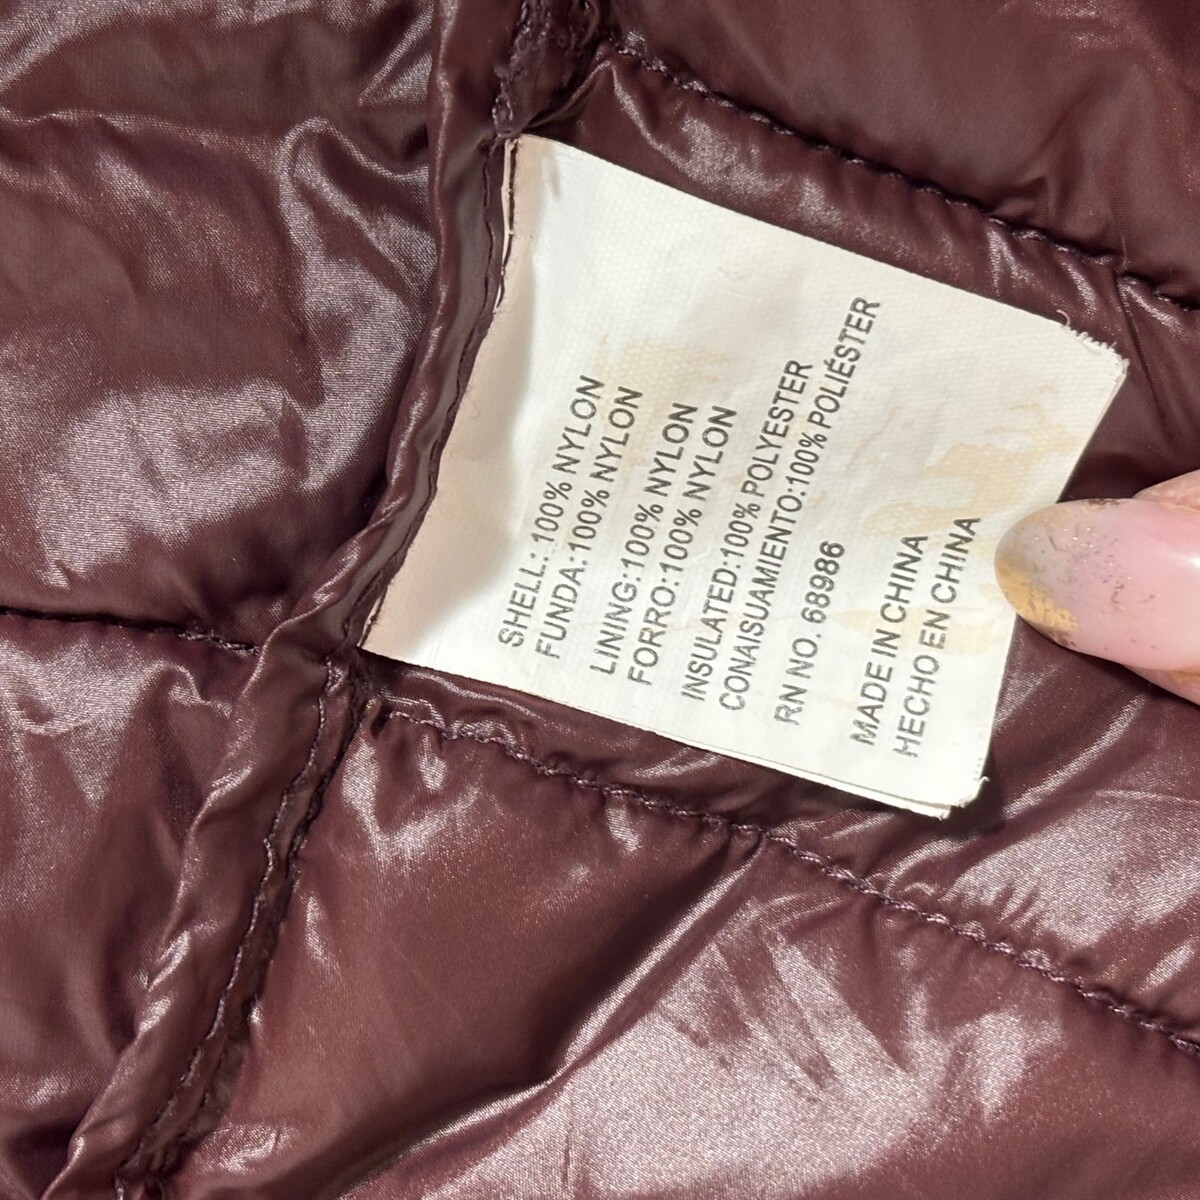 SHELL: 100% NYLON
FUNDA:100% NYLON
LINING:100% NYLON
FORRO:100% NYLON
INSULATED:100% POLYESTER
CONAISUAMIENTO:100% POLIÉSTER
RN NO. 68986
MADE IN CHINA
HECHO EN CHINA